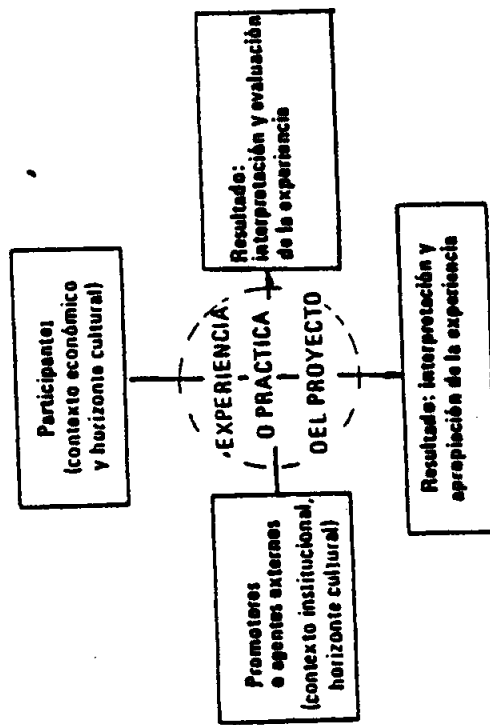 Participantes
(contexto económico
y horizonte cultural)
Promotores
o agentes externos
(contexto institucional,
horizonte cultural)
EXPERIENCIA
O PRACTICA
DEL PROYECTO
Resultado:
interpretación y evaluación
de la experiencia
Resultado: interpretación y
apropiación de la experiencia